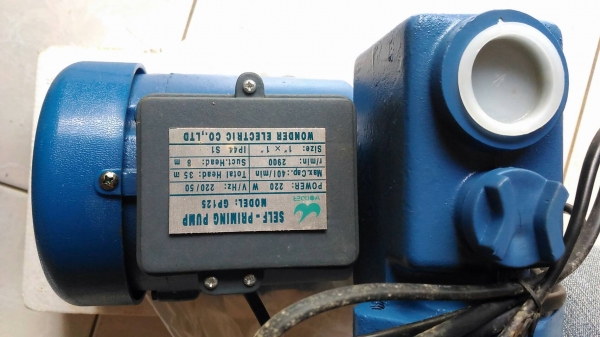 WONDER
SELF - PRIMING PUMP
MODEL: GP125
POWER: 220 W V/Hz: 220/50
Max.Cap.:40l/min Total Head: 35 m
r/min: 2900 Suct.Head: 8 m
Size: 1" × 1" IP44 S1
WONDER ELECTRIC CO.,LTD